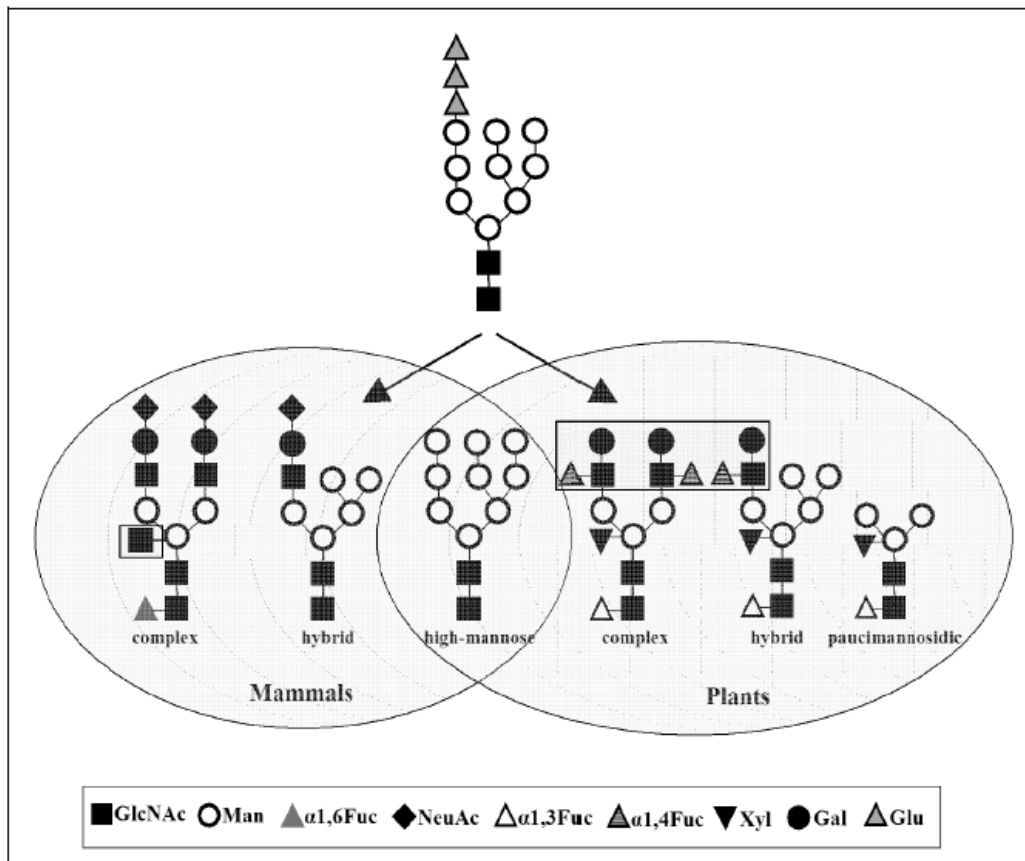 complex hybrid high-mannose complex hybrid paucimannosidic
Mammals Plants
GlcNAc Man α1,6Fuc NeuAc α1,3Fuc α1,4Fuc Xyl Gal Glu